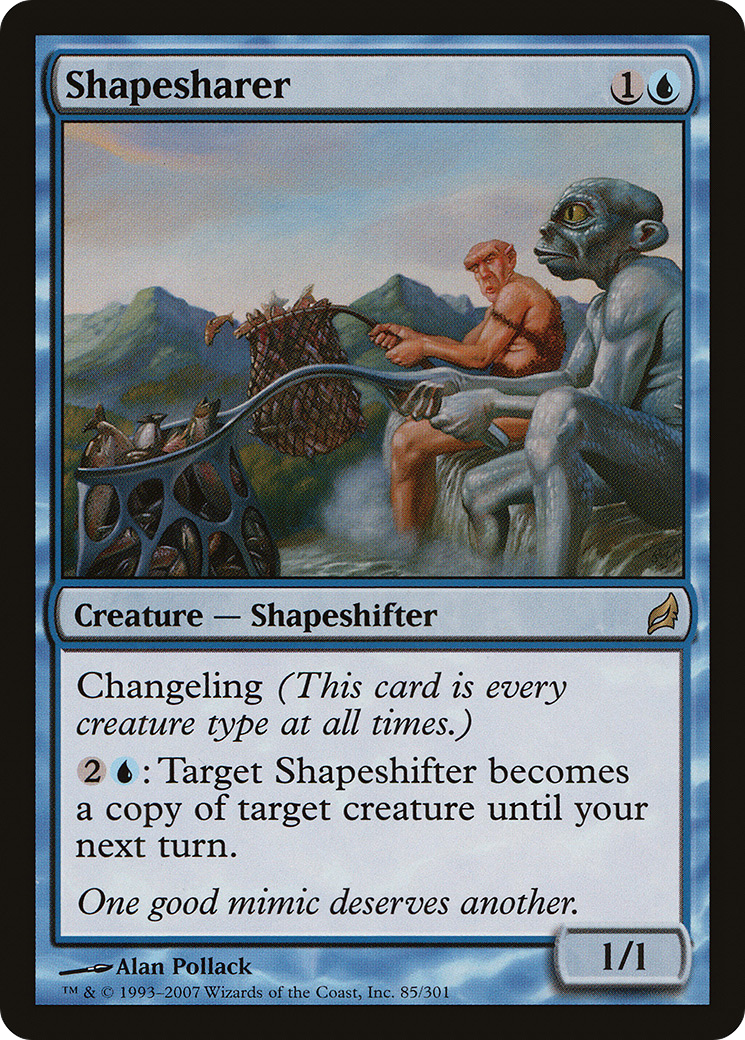 Shapesharer 1
Creature — Shapeshifter
Changeling (This card is every
creature type at all times.)
2 : Target Shapeshifter becomes
a copy of target creature until your
next turn.
One good mimic deserves another.
1/1
Alan Pollack
™ & © 1993–2007 Wizards of the Coast, Inc. 85/301